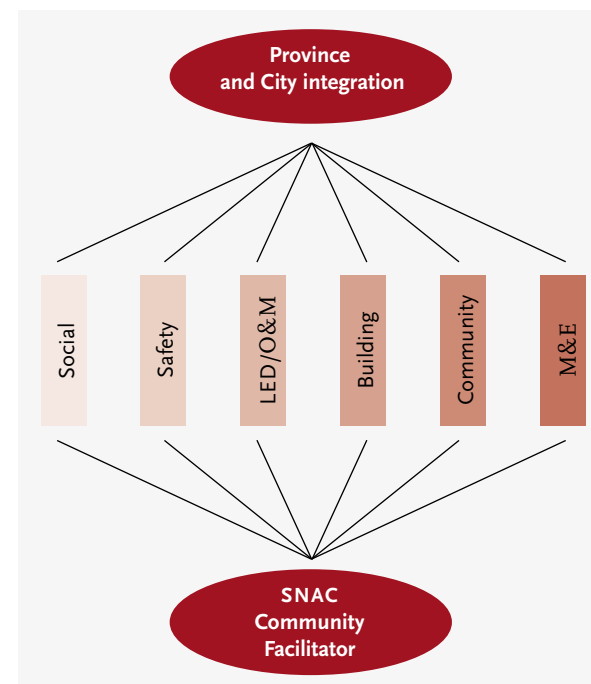 Province
and City integration
Social
Safety
LED/O&M
Building
Community
M&E
SNAC
Community
Facilitator